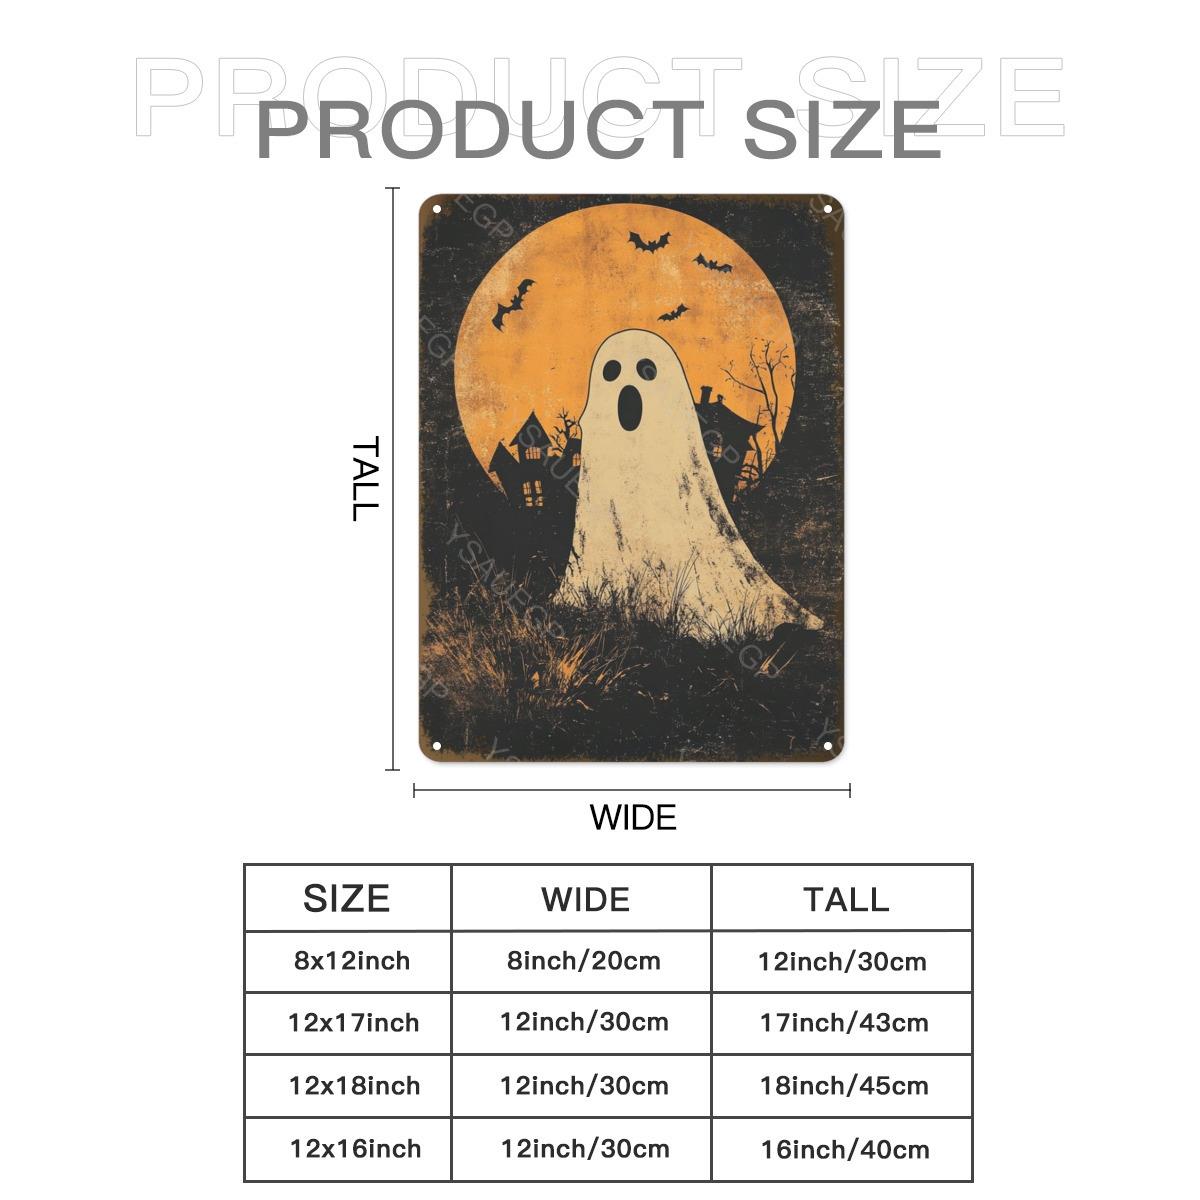 PRODUCT SIZE
PRODUCT SIZE
TALL
WIDE
SIZE WIDE TALL
8x12inch 8inch/20cm 12inch/30cm
12x17inch 12inch/30cm 17inch/43cm
12x18inch 12inch/30cm 18inch/45cm
12x16inch 12inch/30cm 16inch/40cm
YSAUEGP